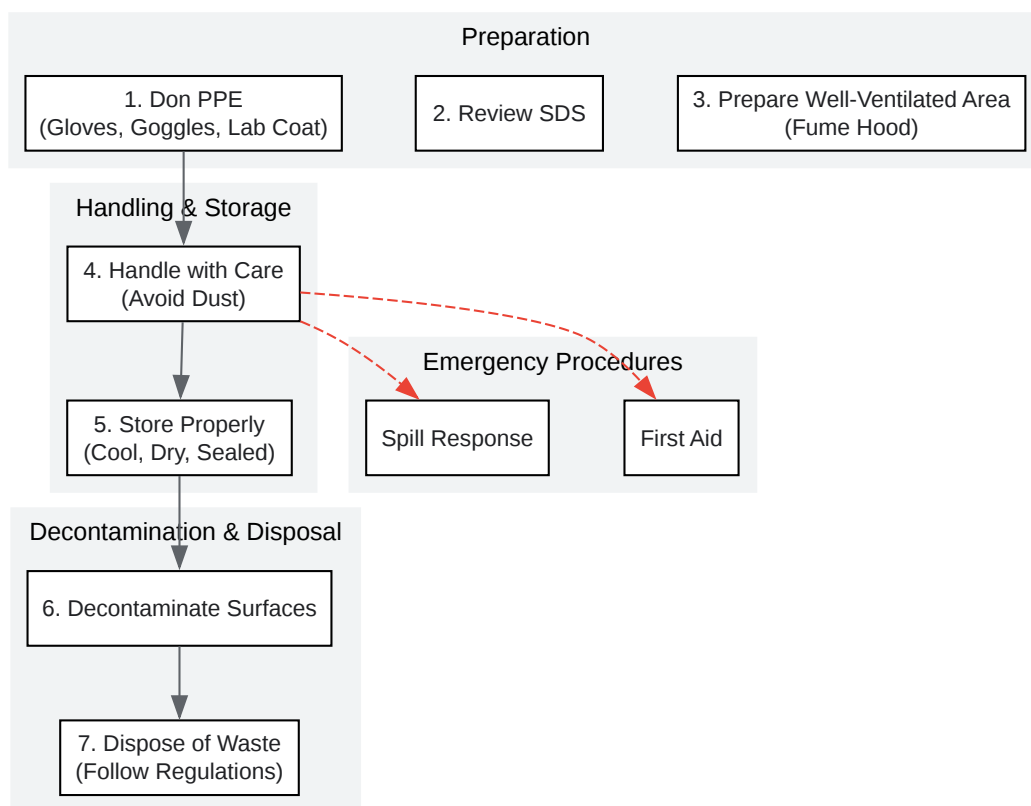 Preparation
1. Don PPE
(Gloves, Goggles, Lab Coat)
2. Review SDS
3. Prepare Well-Ventilated Area
(Fume Hood)
Handling & Storage
4. Handle with Care
(Avoid Dust)
5. Store Properly
(Cool, Dry, Sealed)
Emergency Procedures
Spill Response
First Aid
Decontamination & Disposal
6. Decontaminate Surfaces
7. Dispose of Waste
(Follow Regulations)